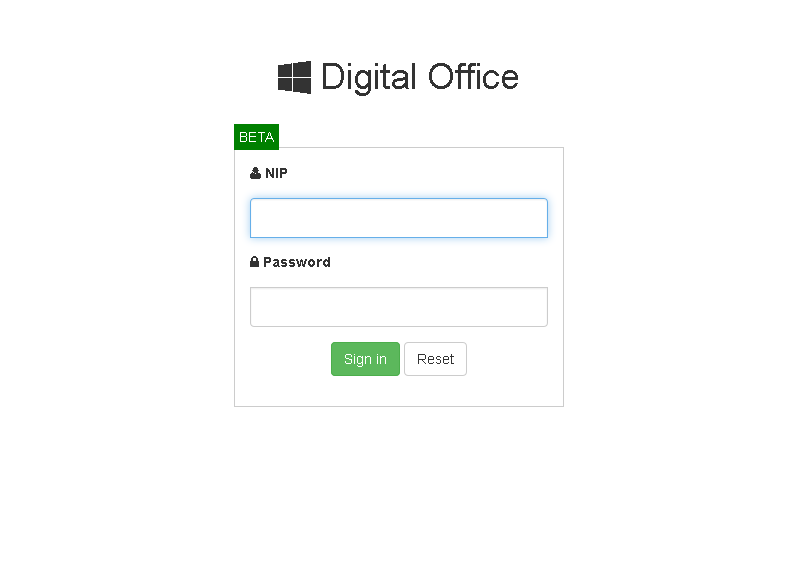 Digital Office
BETA
NIP
Password
Sign in Reset